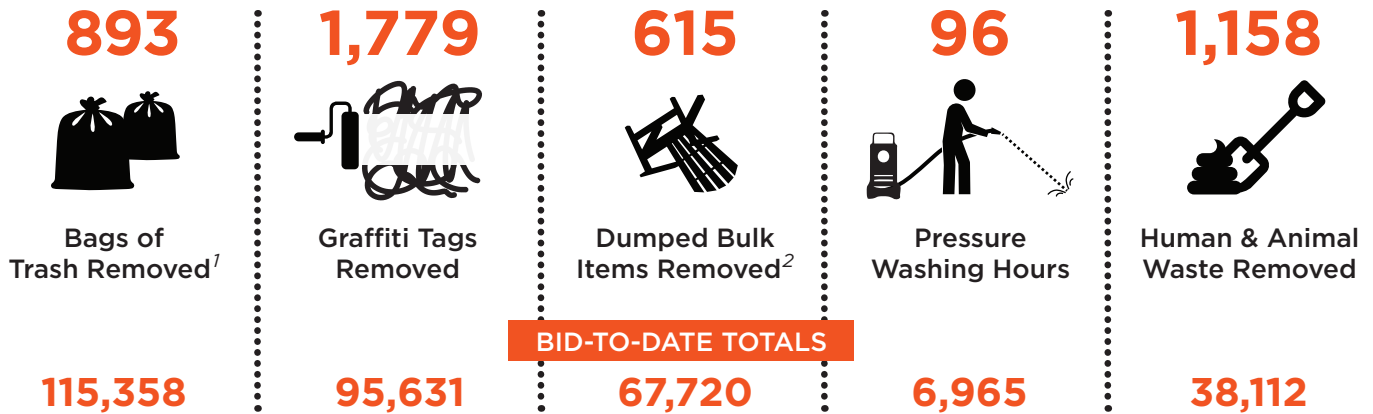 893
1,779
615
96
1,158
Bags of
Trash Removed1
Graffiti Tags
Removed
Dumped Bulk
Items Removed2
Pressure
Washing Hours
Human & Animal
Waste Removed
BID-TO-DATE TOTALS
115,358
95,631
67,720
6,965
38,112